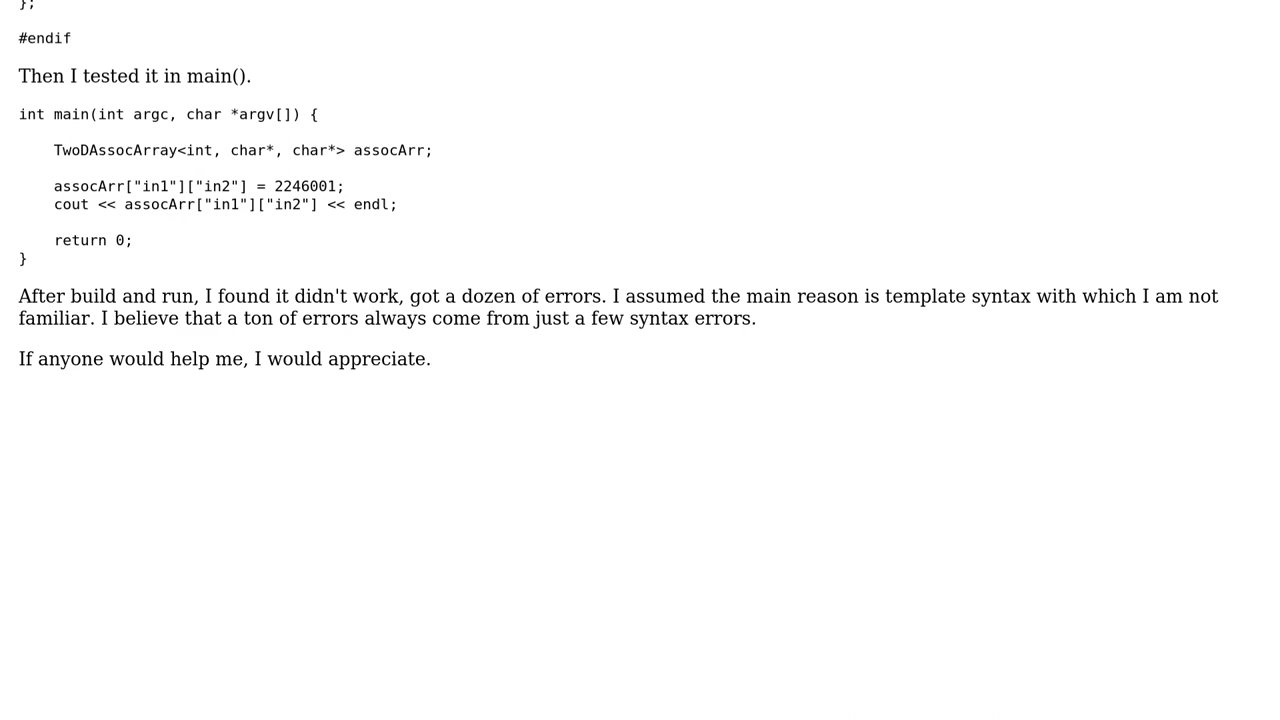 };
#endif
Then I tested it in main().
int main(int argc, char *argv[]) {
    TwoDAssocArray<int, char*, char*> assocArr;
    assocArr["in1"]["in2"] = 2246001;
    cout << assocArr["in1"]["in2"] << endl;
    return 0;
}
After build and run, I found it didn't work, got a dozen of errors. I assumed the main reason is template syntax with which I am not
familiar. I believe that a ton of errors always come from just a few syntax errors.
If anyone would help me, I would appreciate.